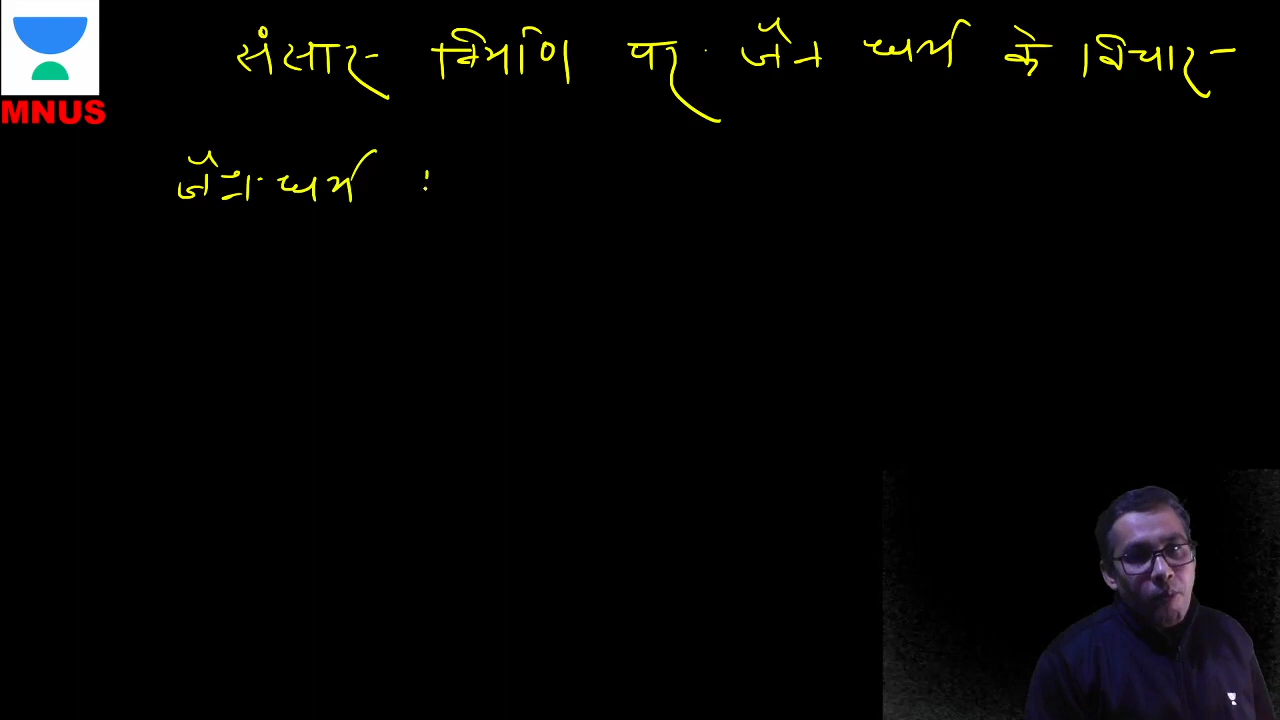 MNUS
संसार निर्माण पर जैन धर्म के विचार
जैन धर्म :